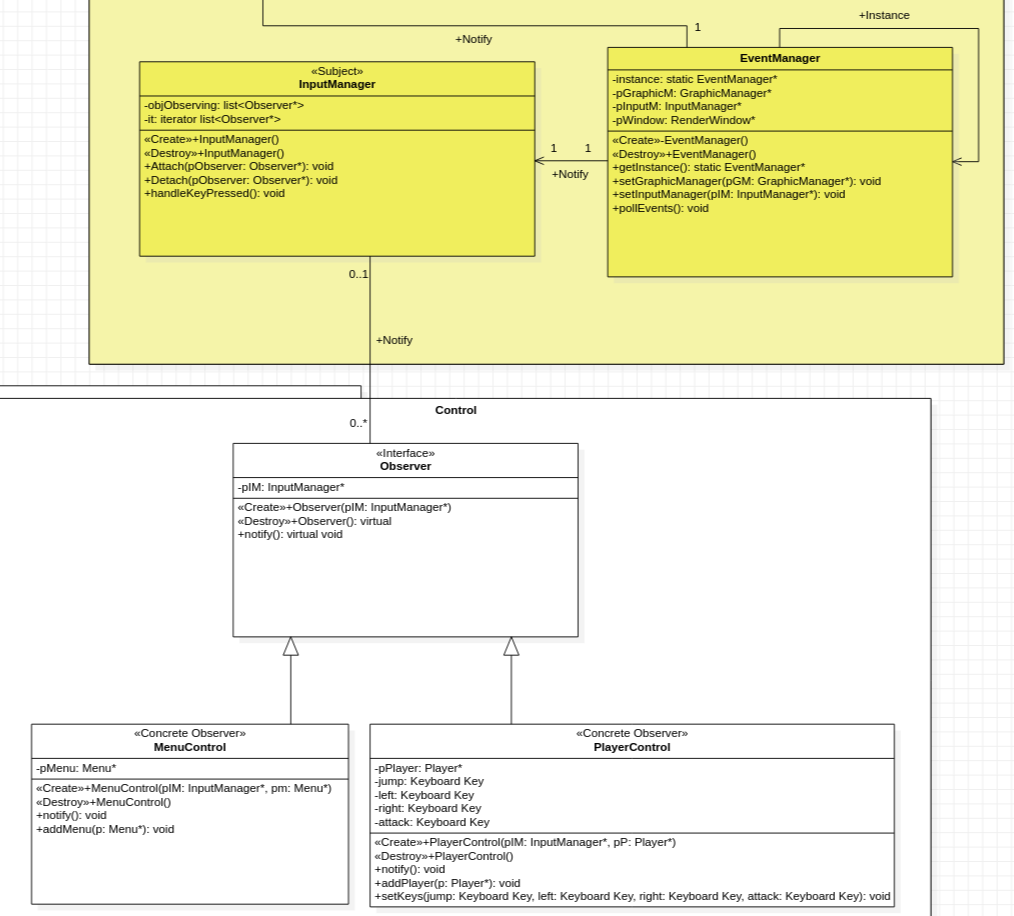 +Instance
1
+Notify
«Subject»
InputManager
-objObserving: list<Observer*>
-it: iterator list<Observer*>
«Create»+InputManager()
«Destroy»+InputManager()
+Attach(pObserver: Observer*): void
+Detach(pObserver: Observer*): void
+handleKeyPressed(): void
1 1
+Notify
EventManager
-instance: static EventManager*
-pGraphicM: GraphicManager*
-pInputM: InputManager*
-pWindow: RenderWindow*
«Create»-EventManager()
«Destroy»+EventManager()
+getInstance(): static EventManager*
+setGraphicManager(pGM: GraphicManager*): void
+setInputManager(pIM: InputManager*): void
+pollEvents(): void
0..1
+Notify
Control
0..*
«Interface»
Observer
-pIM: InputManager*
«Create»+Observer(pIM: InputManager*)
«Destroy»+Observer(): virtual
+notify(): virtual void
«Concrete Observer»
MenuControl
-pMenu: Menu*
«Create»+MenuControl(pIM: InputManager*, pm: Menu*)
«Destroy»+MenuControl()
+notify(): void
+addMenu(p: Menu*): void
«Concrete Observer»
PlayerControl
-pPlayer: Player*
-jump: Keyboard Key
-left: Keyboard Key
-right: Keyboard Key
-attack: Keyboard Key
«Create»+PlayerControl(pIM: InputManager*, pP: Player*)
«Destroy»+PlayerControl()
+notify(): void
+addPlayer(p: Player*): void
+setKeys(jump: Keyboard Key, left: Keyboard Key, right: Keyboard Key, attack: Keyboard Key): void